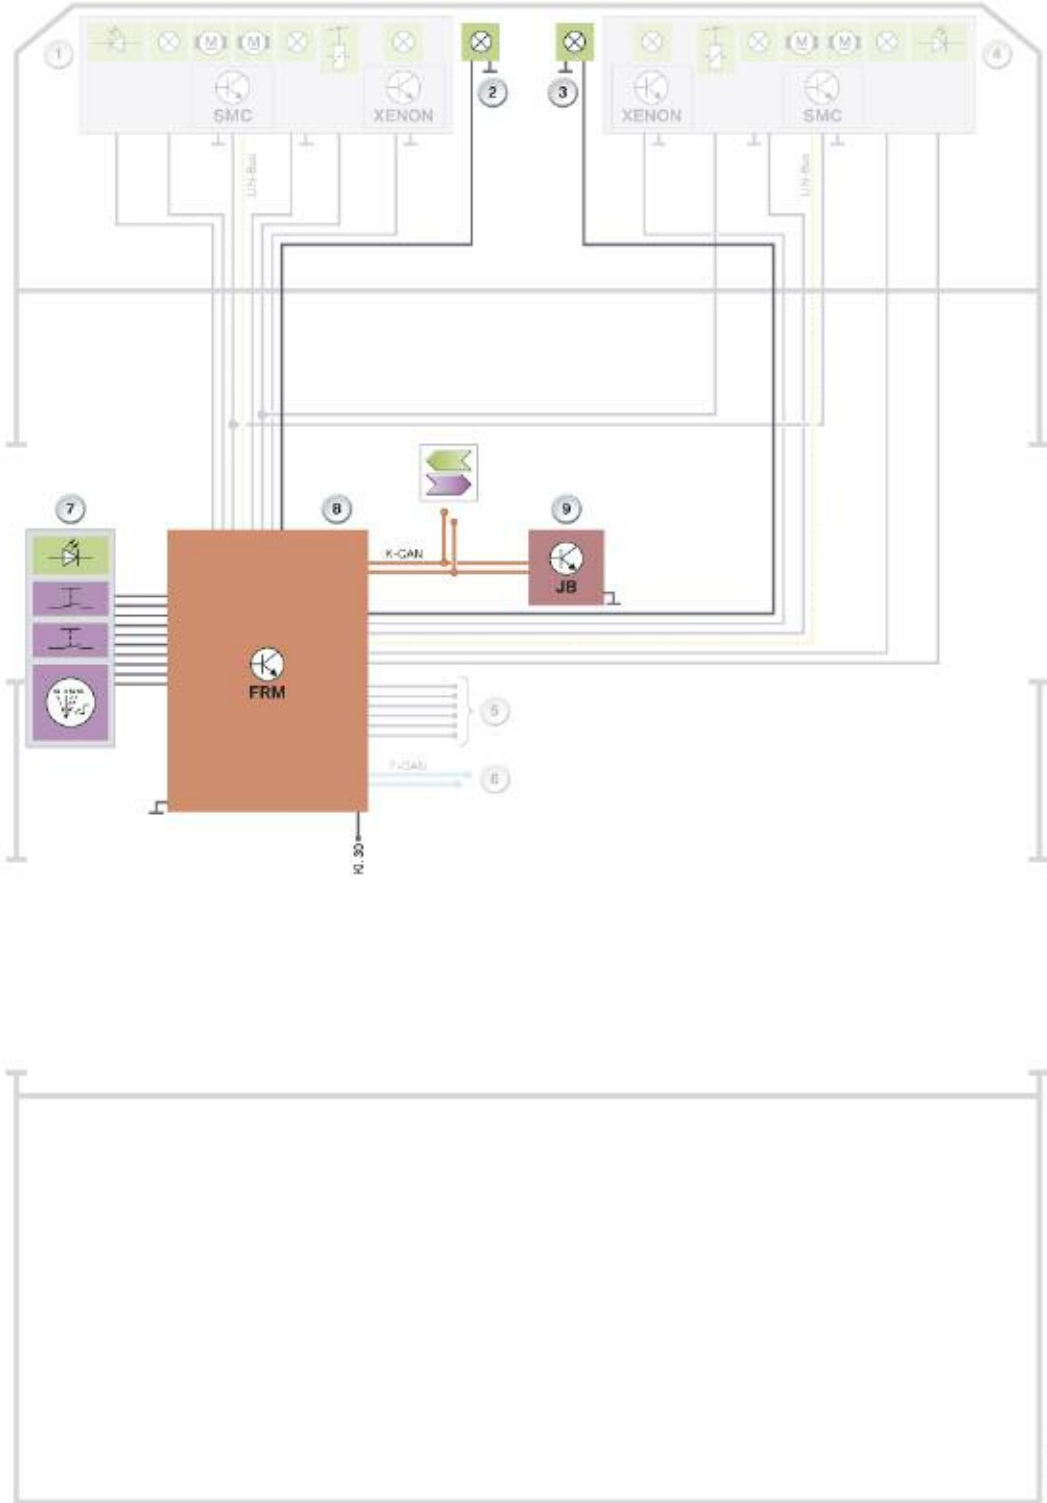 1
M
M
2
3
M
M
4
SMC
XENON
XENON
SMC
LIN-Bus
LIN-Bus
7
8
9
K-CAN
JB
FRM
5
F-CAN
6
Kl. 30